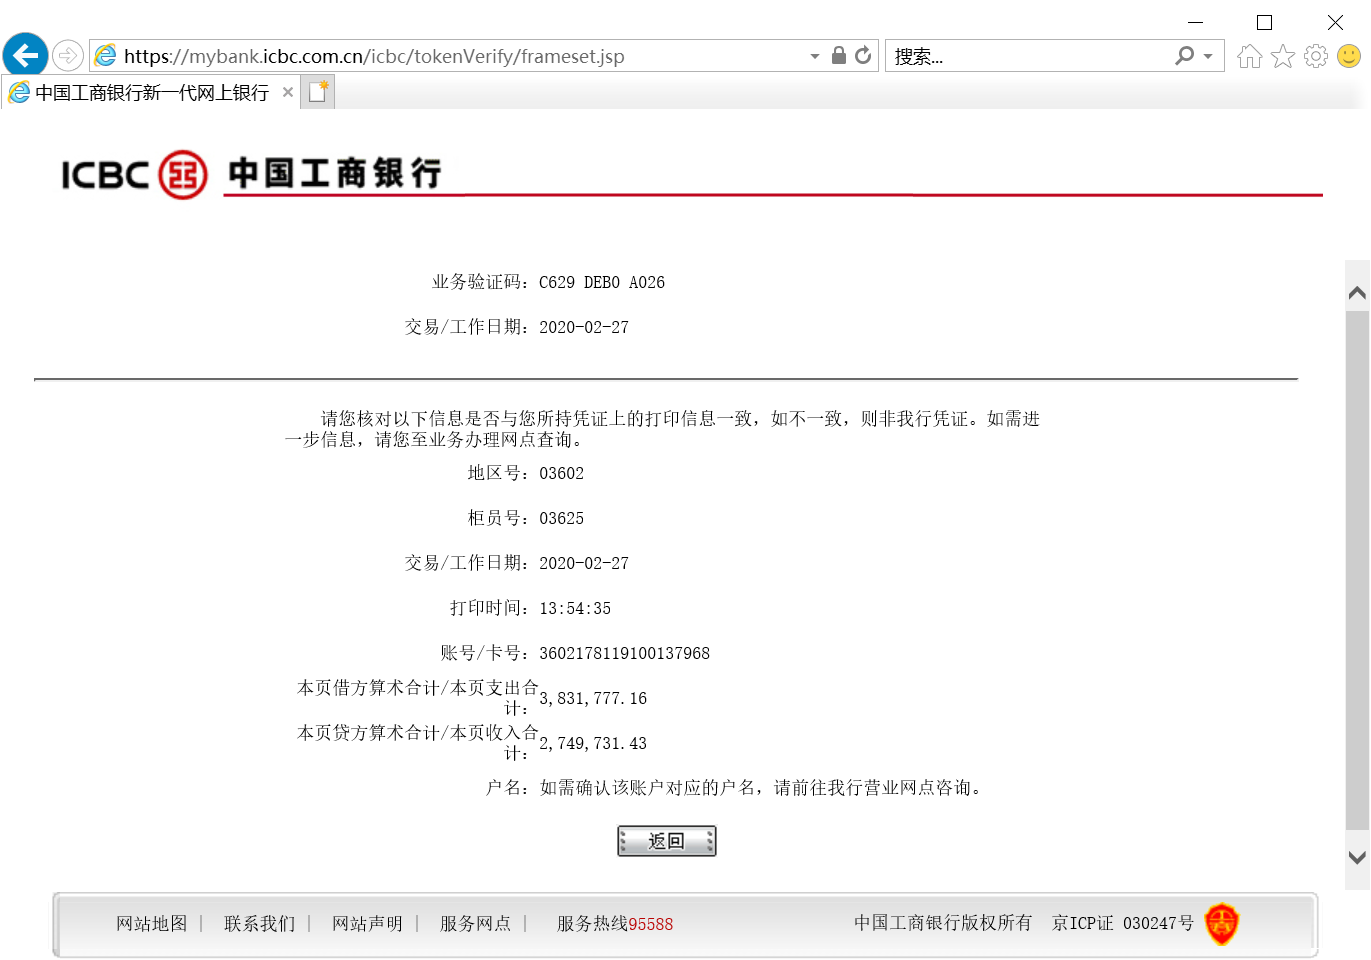 https://mybank.icbc.com.cn/icbc/tokenVerify/frameset.jsp
搜索...
中国工商银行新一代网上银行
ICBC 中国工商银行
业务验证码：C629 DEB0 A026
交易/工作日期：2020-02-27
请您核对以下信息是否与您所持凭证上的打印信息一致，如不一致，则非我行凭证。如需进
一步信息，请您至业务办理网点查询。
地区号：03602
柜员号：03625
交易/工作日期：2020-02-27
打印时间：13:54:35
账号/卡号：3602178119100137968
本页借方算术合计/本页支出合
计：3,831,777.16
本页贷方算术合计/本页收入合
计：2,749,731.43
户名：如需确认该账户对应的户名，请前往我行营业网点咨询。
返回
网站地图 | 联系我们 | 网站声明 | 服务网点 | 服务热线95588 中国工商银行版权所有 京ICP证 030247号